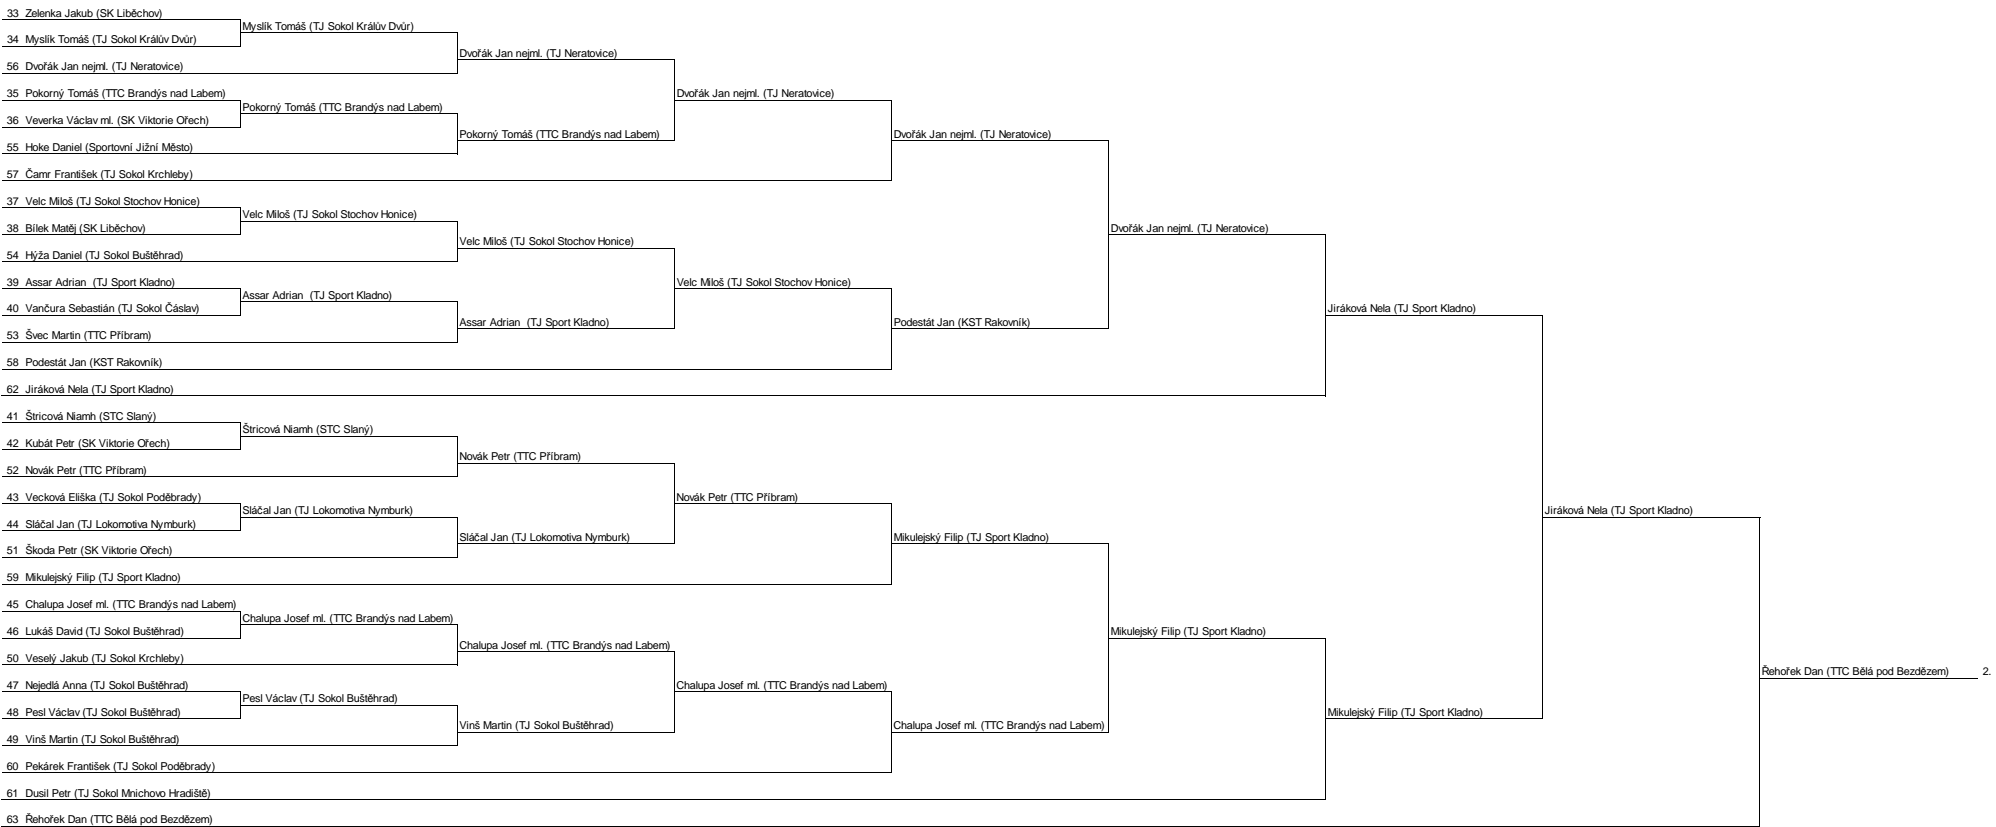 33 Zelenka Jakub (SK Liběchov)
Myslík Tomáš (TJ Sokol Králův Dvůr)
34 Myslík Tomáš (TJ Sokol Králův Dvůr)
Dvořák Jan nejml. (TJ Neratovice)
56 Dvořák Jan nejml. (TJ Neratovice)
35 Pokorný Tomáš (TTC Brandýs nad Labem)
Dvořák Jan nejml. (TJ Neratovice)
Pokorný Tomáš (TTC Brandýs nad Labem)
36 Veverka Václav ml. (SK Viktorie Ořech)
Pokorný Tomáš (TTC Brandýs nad Labem)
Dvořák Jan nejml. (TJ Neratovice)
55 Hoke Daniel (Sportovní Jižní Město)
57 Čamr František (TJ Sokol Krchleby)
37 Velc Miloš (TJ Sokol Stochov Honice)
Velc Miloš (TJ Sokol Stochov Honice)
38 Bílek Matěj (SK Liběchov)
Dvořák Jan nejml. (TJ Neratovice)
Velc Miloš (TJ Sokol Stochov Honice)
54 Hýža Daniel (TJ Sokol Buštěhrad)
39 Assar Adrian (TJ Sport Kladno)
Velc Miloš (TJ Sokol Stochov Honice)
Assar Adrian (TJ Sport Kladno)
40 Vančura Sebastián (TJ Sokol Čáslav)
Jiráková Nela (TJ Sport Kladno)
Assar Adrian (TJ Sport Kladno)
Podestát Jan (KST Rakovník)
53 Švec Martin (TTC Příbram)
58 Podestát Jan (KST Rakovník)
62 Jiráková Nela (TJ Sport Kladno)
41 Štricová Niamh (STC Slaný)
Štricová Niamh (STC Slaný)
42 Kubát Petr (SK Viktorie Ořech)
Novák Petr (TTC Příbram)
52 Novák Petr (TTC Příbram)
43 Vecková Eliška (TJ Sokol Poděbrady)
Novák Petr (TTC Příbram)
Sláčal Jan (TJ Lokomotiva Nymburk)
Jiráková Nela (TJ Sport Kladno)
44 Sláčal Jan (TJ Lokomotiva Nymburk)
Sláčal Jan (TJ Lokomotiva Nymburk)
Mikulejský Filip (TJ Sport Kladno)
51 Škoda Petr (SK Viktorie Ořech)
59 Mikulejský Filip (TJ Sport Kladno)
45 Chalupa Josef ml. (TTC Brandýs nad Labem)
Chalupa Josef ml. (TTC Brandýs nad Labem)
46 Lukáš David (TJ Sokol Buštěhrad)
Mikulejský Filip (TJ Sport Kladno)
Chalupa Josef ml. (TTC Brandýs nad Labem)
50 Veselý Jakub (TJ Sokol Krchleby)
Řehořek Dan (TTC Bělá pod Bezdězem) 2.
47 Nejedlá Anna (TJ Sokol Buštěhrad)
Chalupa Josef ml. (TTC Brandýs nad Labem)
Pesl Václav (TJ Sokol Buštěhrad)
48 Pesl Václav (TJ Sokol Buštěhrad)
Mikulejský Filip (TJ Sport Kladno)
Vinš Martin (TJ Sokol Buštěhrad)
Chalupa Josef ml. (TTC Brandýs nad Labem)
49 Vinš Martin (TJ Sokol Buštěhrad)
60 Pekárek František (TJ Sokol Poděbrady)
61 Dusil Petr (TJ Sokol Mnichovo Hradiště)
63 Řehořek Dan (TTC Bělá pod Bezdězem)